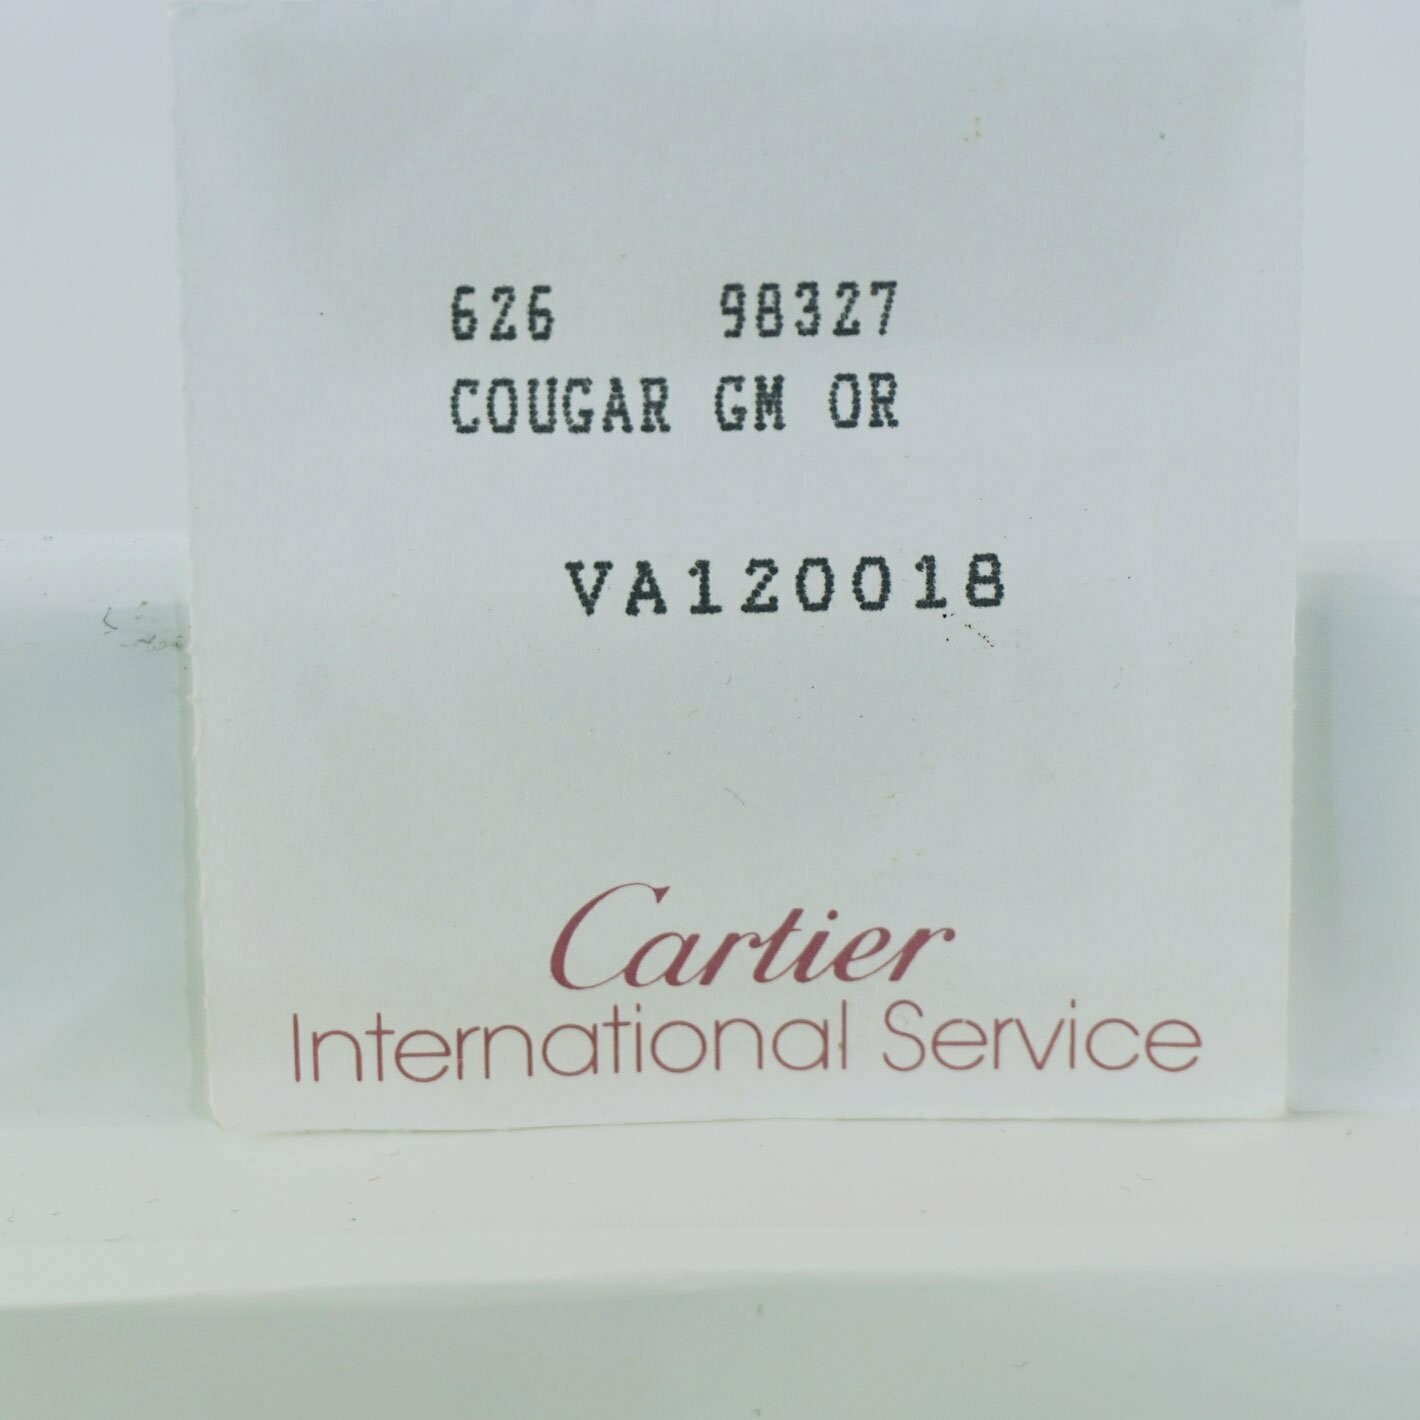 626 98327
COUGAR GM OR
VA120018
Cartier
International Service